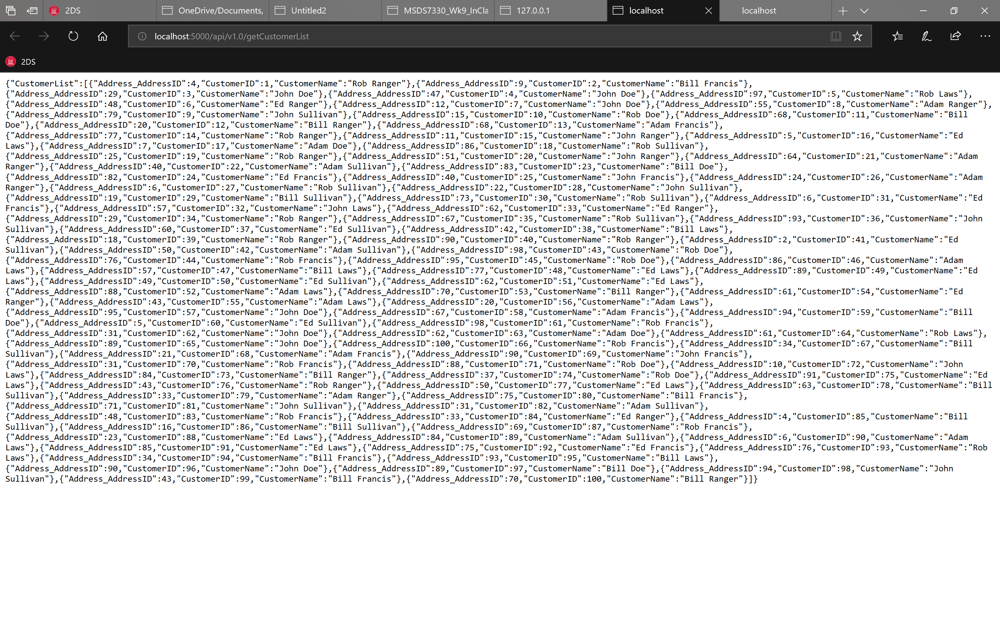 2DS
OneDrive/Documents,
Untitled2
MSDS7330_Wk9_InCla
127.0.0.1
localhost
localhost
localhost:5000/api/v1.0/getCustomerList
2DS
{"CustomerList":[{"Address_AddressID":4,"CustomerID":1,"CustomerName":"Rob Ranger"},{"Address_AddressID":9,"CustomerID":2,"CustomerName":"Bill Francis"},
{"Address_AddressID":29,"CustomerID":3,"CustomerName":"John Doe"},{"Address_AddressID":47,"CustomerID":4,"CustomerName":"John Doe"},{"Address_AddressID":97,"CustomerID":5,"CustomerName":"Rob Laws"},
{"Address_AddressID":48,"CustomerID":6,"CustomerName":"Ed Ranger"},{"Address_AddressID":12,"CustomerID":7,"CustomerName":"John Doe"},{"Address_AddressID":55,"CustomerID":8,"CustomerName":"Adam Ranger"},
{"Address_AddressID":79,"CustomerID":9,"CustomerName":"John Sullivan"},{"Address_AddressID":15,"CustomerID":10,"CustomerName":"Rob Doe"},{"Address_AddressID":68,"CustomerID":11,"CustomerName":"Bill
Doe"},{"Address_AddressID":20,"CustomerID":12,"CustomerName":"Bill Ranger"},{"Address_AddressID":68,"CustomerID":13,"CustomerName":"Adam Francis"},
{"Address_AddressID":77,"CustomerID":14,"CustomerName":"Rob Ranger"},{"Address_AddressID":11,"CustomerID":15,"CustomerName":"John Ranger"},{"Address_AddressID":5,"CustomerID":16,"CustomerName":"Ed
Laws"},{"Address_AddressID":7,"CustomerID":17,"CustomerName":"Adam Doe"},{"Address_AddressID":86,"CustomerID":18,"CustomerName":"Rob Sullivan"},
{"Address_AddressID":25,"CustomerID":19,"CustomerName":"Rob Ranger"},{"Address_AddressID":51,"CustomerID":20,"CustomerName":"John Ranger"},{"Address_AddressID":64,"CustomerID":21,"CustomerName":"Adam
Ranger"},{"Address_AddressID":40,"CustomerID":22,"CustomerName":"Adam Sullivan"},{"Address_AddressID":83,"CustomerID":23,"CustomerName":"Bill Doe"},
{"Address_AddressID":82,"CustomerID":24,"CustomerName":"Ed Francis"},{"Address_AddressID":40,"CustomerID":25,"CustomerName":"John Francis"},{"Address_AddressID":24,"CustomerID":26,"CustomerName":"Adam
Ranger"},{"Address_AddressID":6,"CustomerID":27,"CustomerName":"Rob Sullivan"},{"Address_AddressID":22,"CustomerID":28,"CustomerName":"John Sullivan"},
{"Address_AddressID":19,"CustomerID":29,"CustomerName":"Bill Sullivan"},{"Address_AddressID":73,"CustomerID":30,"CustomerName":"Rob Sullivan"},{"Address_AddressID":6,"CustomerID":31,"CustomerName":"Ed
Francis"},{"Address_AddressID":57,"CustomerID":32,"CustomerName":"John Laws"},{"Address_AddressID":62,"CustomerID":33,"CustomerName":"Ed Ranger"},
{"Address_AddressID":29,"CustomerID":34,"CustomerName":"Rob Ranger"},{"Address_AddressID":67,"CustomerID":35,"CustomerName":"Rob Sullivan"},{"Address_AddressID":93,"CustomerID":36,"CustomerName":"John
Sullivan"},{"Address_AddressID":60,"CustomerID":37,"CustomerName":"Ed Sullivan"},{"Address_AddressID":42,"CustomerID":38,"CustomerName":"Bill Laws"},
{"Address_AddressID":18,"CustomerID":39,"CustomerName":"Rob Ranger"},{"Address_AddressID":90,"CustomerID":40,"CustomerName":"Rob Ranger"},{"Address_AddressID":2,"CustomerID":41,"CustomerName":"Ed
Sullivan"},{"Address_AddressID":50,"CustomerID":42,"CustomerName":"Adam Sullivan"},{"Address_AddressID":98,"CustomerID":43,"CustomerName":"Rob Doe"},
{"Address_AddressID":76,"CustomerID":44,"CustomerName":"Rob Francis"},{"Address_AddressID":95,"CustomerID":45,"CustomerName":"Rob Doe"},{"Address_AddressID":86,"CustomerID":46,"CustomerName":"Adam
Laws"},{"Address_AddressID":57,"CustomerID":47,"CustomerName":"Bill Laws"},{"Address_AddressID":77,"CustomerID":48,"CustomerName":"Ed Laws"},{"Address_AddressID":89,"CustomerID":49,"CustomerName":"Ed
Laws"},{"Address_AddressID":49,"CustomerID":50,"CustomerName":"Ed Sullivan"},{"Address_AddressID":62,"CustomerID":51,"CustomerName":"Ed Laws"},
{"Address_AddressID":88,"CustomerID":52,"CustomerName":"Adam Laws"},{"Address_AddressID":70,"CustomerID":53,"CustomerName":"Bill Ranger"},{"Address_AddressID":61,"CustomerID":54,"CustomerName":"Ed
Ranger"},{"Address_AddressID":43,"CustomerID":55,"CustomerName":"Adam Laws"},{"Address_AddressID":20,"CustomerID":56,"CustomerName":"Adam Laws"},
{"Address_AddressID":95,"CustomerID":57,"CustomerName":"John Doe"},{"Address_AddressID":67,"CustomerID":58,"CustomerName":"Adam Francis"},{"Address_AddressID":94,"CustomerID":59,"CustomerName":"Bill
Doe"},{"Address_AddressID":5,"CustomerID":60,"CustomerName":"Ed Sullivan"},{"Address_AddressID":98,"CustomerID":61,"CustomerName":"Rob Francis"},
{"Address_AddressID":31,"CustomerID":62,"CustomerName":"John Doe"},{"Address_AddressID":62,"CustomerID":63,"CustomerName":"Adam Doe"},{"Address_AddressID":61,"CustomerID":64,"CustomerName":"Rob Laws"},
{"Address_AddressID":89,"CustomerID":65,"CustomerName":"John Doe"},{"Address_AddressID":100,"CustomerID":66,"CustomerName":"Rob Francis"},{"Address_AddressID":34,"CustomerID":67,"CustomerName":"Bill
Sullivan"},{"Address_AddressID":21,"CustomerID":68,"CustomerName":"Adam Francis"},{"Address_AddressID":90,"CustomerID":69,"CustomerName":"John Francis"},
{"Address_AddressID":31,"CustomerID":70,"CustomerName":"Rob Francis"},{"Address_AddressID":88,"CustomerID":71,"CustomerName":"Rob Doe"},{"Address_AddressID":10,"CustomerID":72,"CustomerName":"John
Laws"},{"Address_AddressID":84,"CustomerID":73,"CustomerName":"Bill Ranger"},{"Address_AddressID":37,"CustomerID":74,"CustomerName":"Rob Doe"},{"Address_AddressID":91,"CustomerID":75,"CustomerName":"Ed
Laws"},{"Address_AddressID":43,"CustomerID":76,"CustomerName":"Rob Ranger"},{"Address_AddressID":50,"CustomerID":77,"CustomerName":"Ed Laws"},{"Address_AddressID":63,"CustomerID":78,"CustomerName":"Bill
Sullivan"},{"Address_AddressID":33,"CustomerID":79,"CustomerName":"Adam Ranger"},{"Address_AddressID":75,"CustomerID":80,"CustomerName":"Bill Francis"},
{"Address_AddressID":71,"CustomerID":81,"CustomerName":"John Sullivan"},{"Address_AddressID":31,"CustomerID":82,"CustomerName":"Adam Sullivan"},
{"Address_AddressID":48,"CustomerID":83,"CustomerName":"Rob Francis"},{"Address_AddressID":33,"CustomerID":84,"CustomerName":"Ed Ranger"},{"Address_AddressID":4,"CustomerID":85,"CustomerName":"Bill
Sullivan"},{"Address_AddressID":16,"CustomerID":86,"CustomerName":"Bill Sullivan"},{"Address_AddressID":69,"CustomerID":87,"CustomerName":"Rob Francis"},
{"Address_AddressID":23,"CustomerID":88,"CustomerName":"Ed Laws"},{"Address_AddressID":84,"CustomerID":89,"CustomerName":"Adam Sullivan"},{"Address_AddressID":6,"CustomerID":90,"CustomerName":"Adam
Laws"},{"Address_AddressID":85,"CustomerID":91,"CustomerName":"Ed Laws"},{"Address_AddressID":75,"CustomerID":92,"CustomerName":"Ed Francis"},{"Address_AddressID":76,"CustomerID":93,"CustomerName":"Rob
Laws"},{"Address_AddressID":34,"CustomerID":94,"CustomerName":"Bill Francis"},{"Address_AddressID":93,"CustomerID":95,"CustomerName":"Bill Laws"},
{"Address_AddressID":90,"CustomerID":96,"CustomerName":"John Doe"},{"Address_AddressID":89,"CustomerID":97,"CustomerName":"Bill Doe"},{"Address_AddressID":94,"CustomerID":98,"CustomerName":"John
Sullivan"},{"Address_AddressID":43,"CustomerID":99,"CustomerName":"Bill Francis"},{"Address_AddressID":70,"CustomerID":100,"CustomerName":"Bill Ranger"}]}